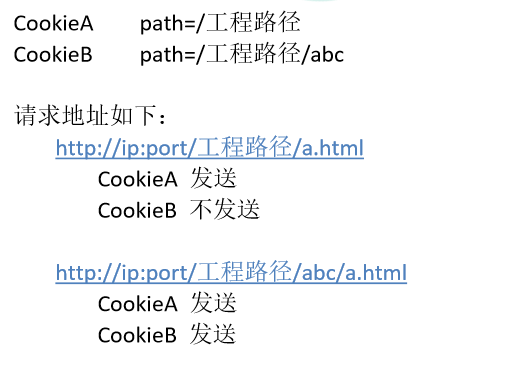 CookieA path=/工程路径
CookieB path=/工程路径/abc
请求地址如下：
http://ip:port/工程路径/a.html
CookieA 发送
CookieB 不发送
http://ip:port/工程路径/abc/a.html
CookieA 发送
CookieB 发送